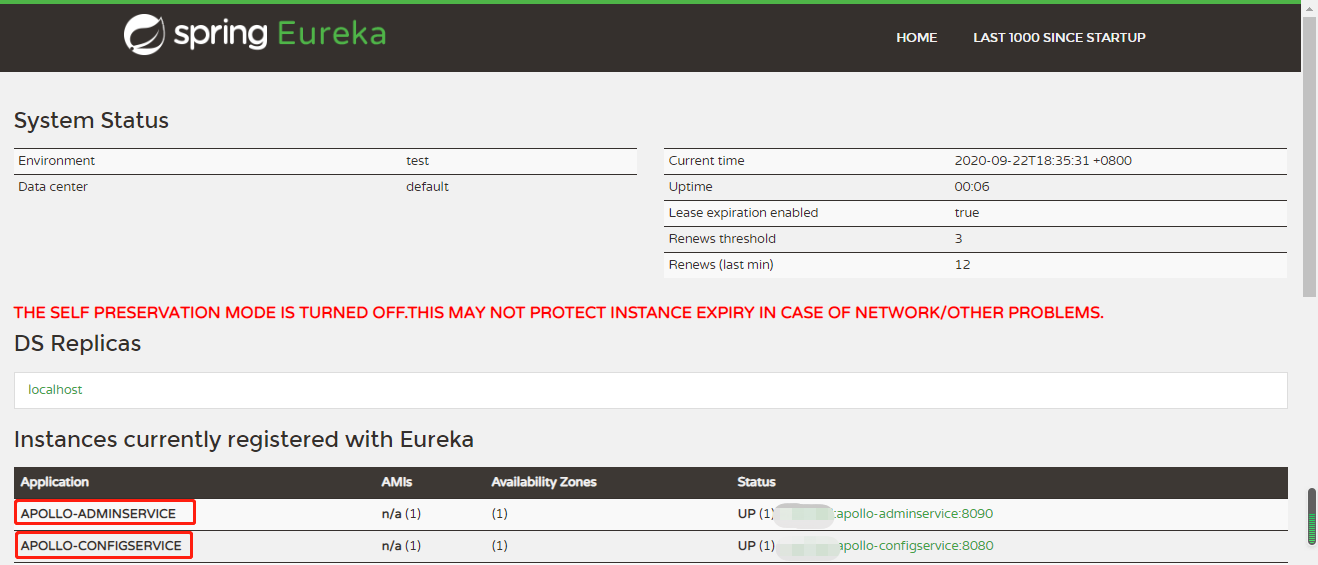 spring Eureka
HOME LAST 1000 SINCE STARTUP
System Status
Environment test
Data center default
Current time 2020-09-22T18:35:31 +0800
Uptime 00:06
Lease expiration enabled true
Renews threshold 3
Renews (last min) 12
THE SELF PRESERVATION MODE IS TURNED OFF.THIS MAY NOT PROTECT INSTANCE EXPIRY IN CASE OF NETWORK/OTHER PROBLEMS.
DS Replicas
localhost
Instances currently registered with Eureka
Application AMIs Availability Zones Status
APOLLO-ADMINSERVICE n/a (1) (1) UP (1) :apollo-adminservice:8090
APOLLO-CONFIGSERVICE n/a (1) (1) UP (1) apollo-configservice:8080